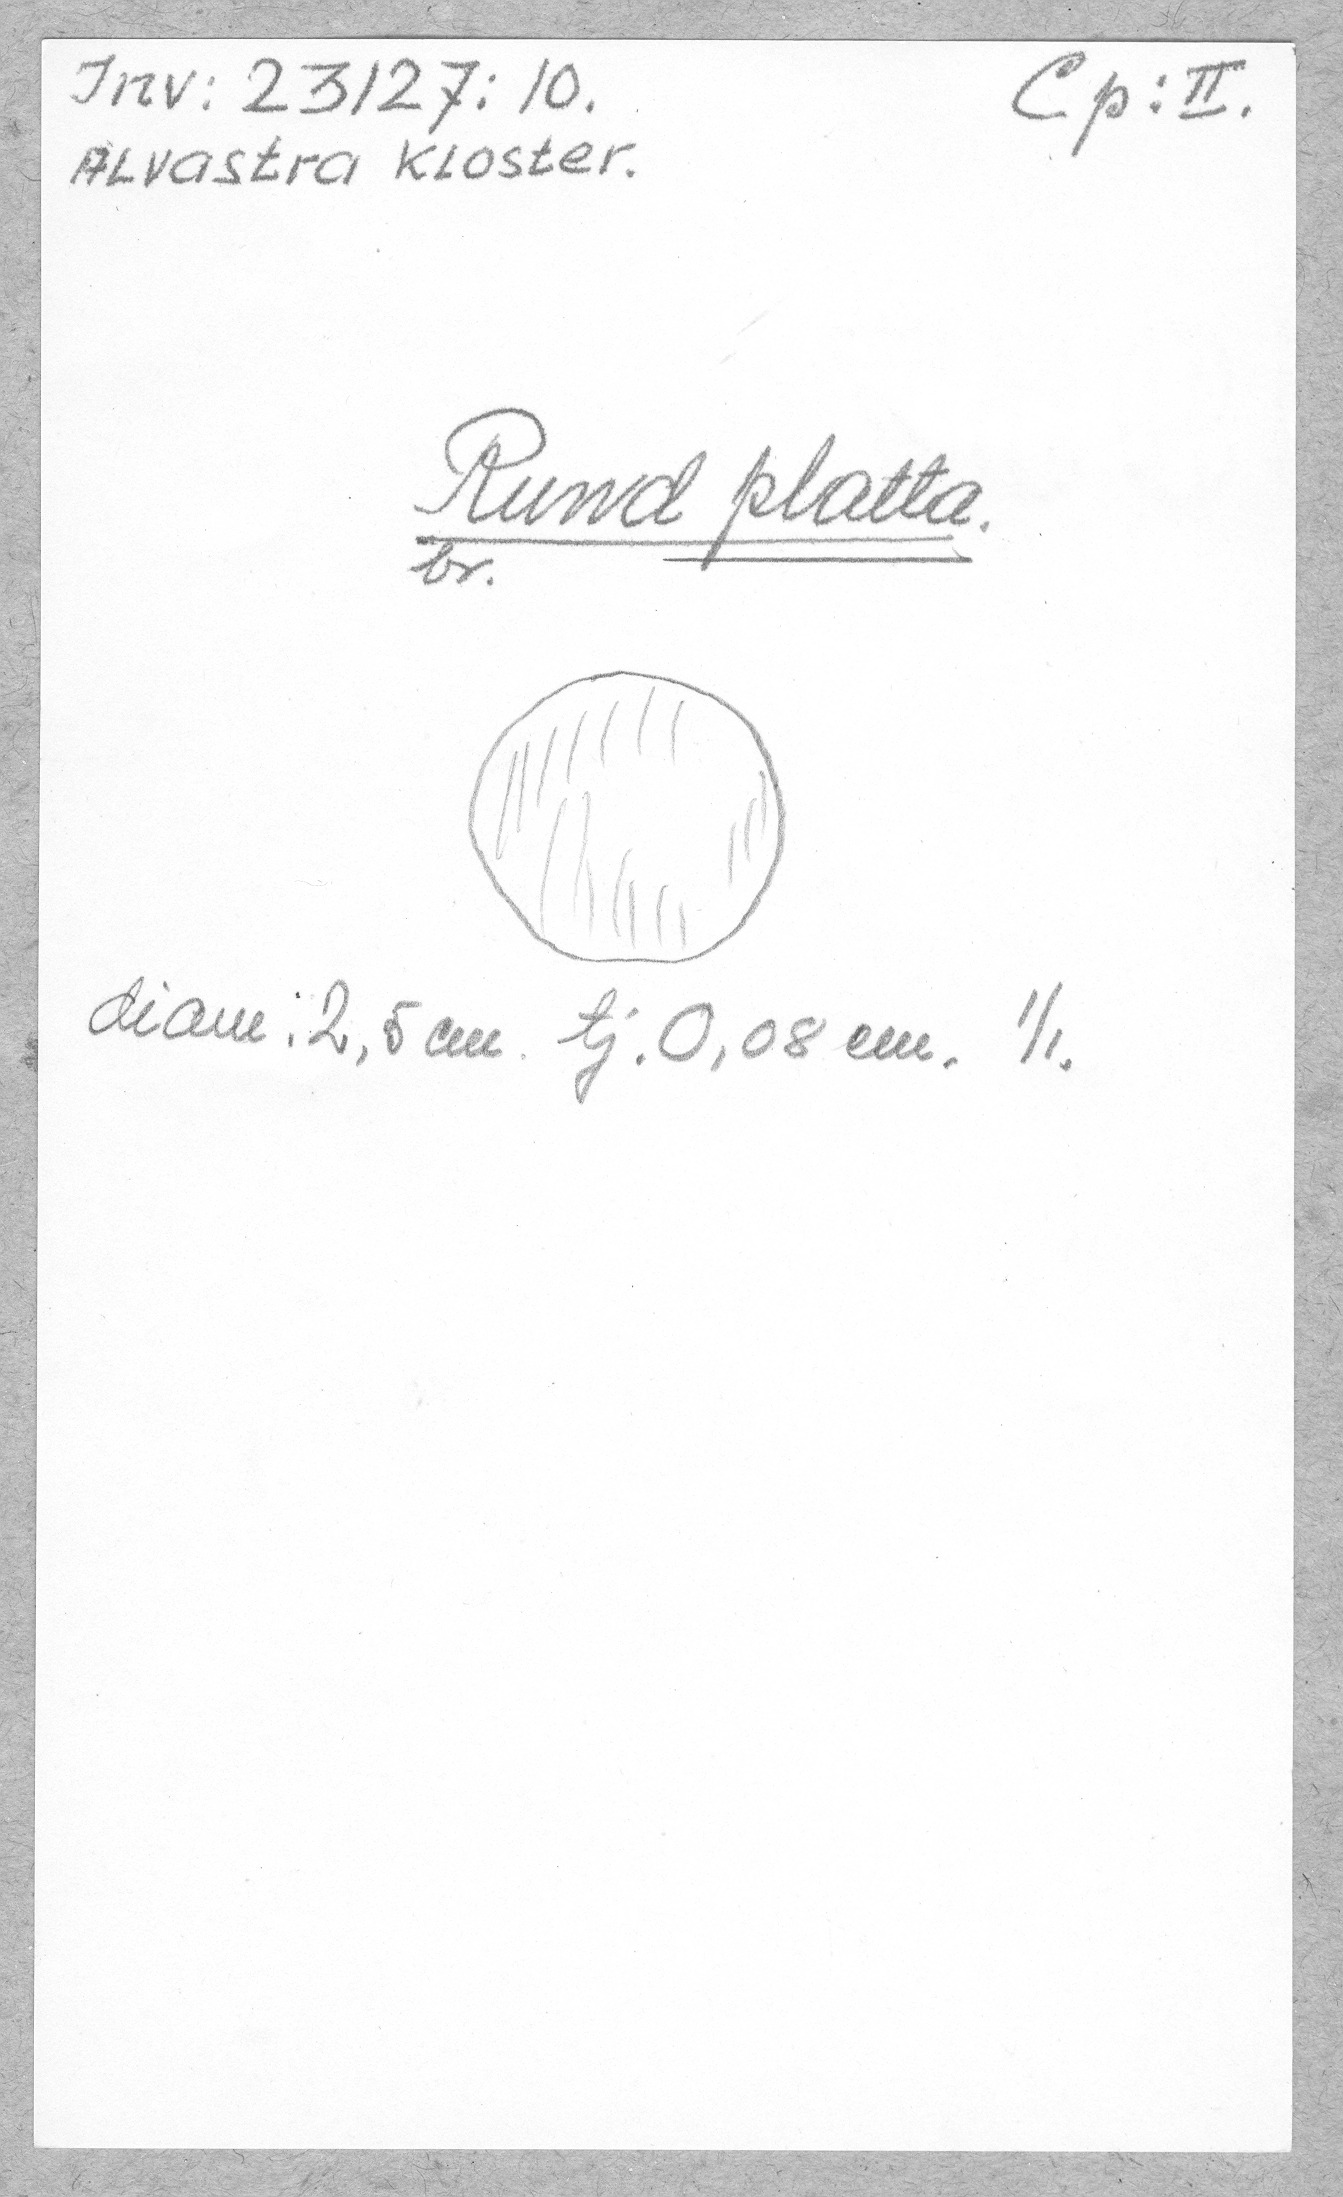 Inv: 23127:10.
Cp: II.
Alvastra Kloster.
Rund platta.
br.
diam: 2,5 cm. tj. 0,08 cm. 1/1.